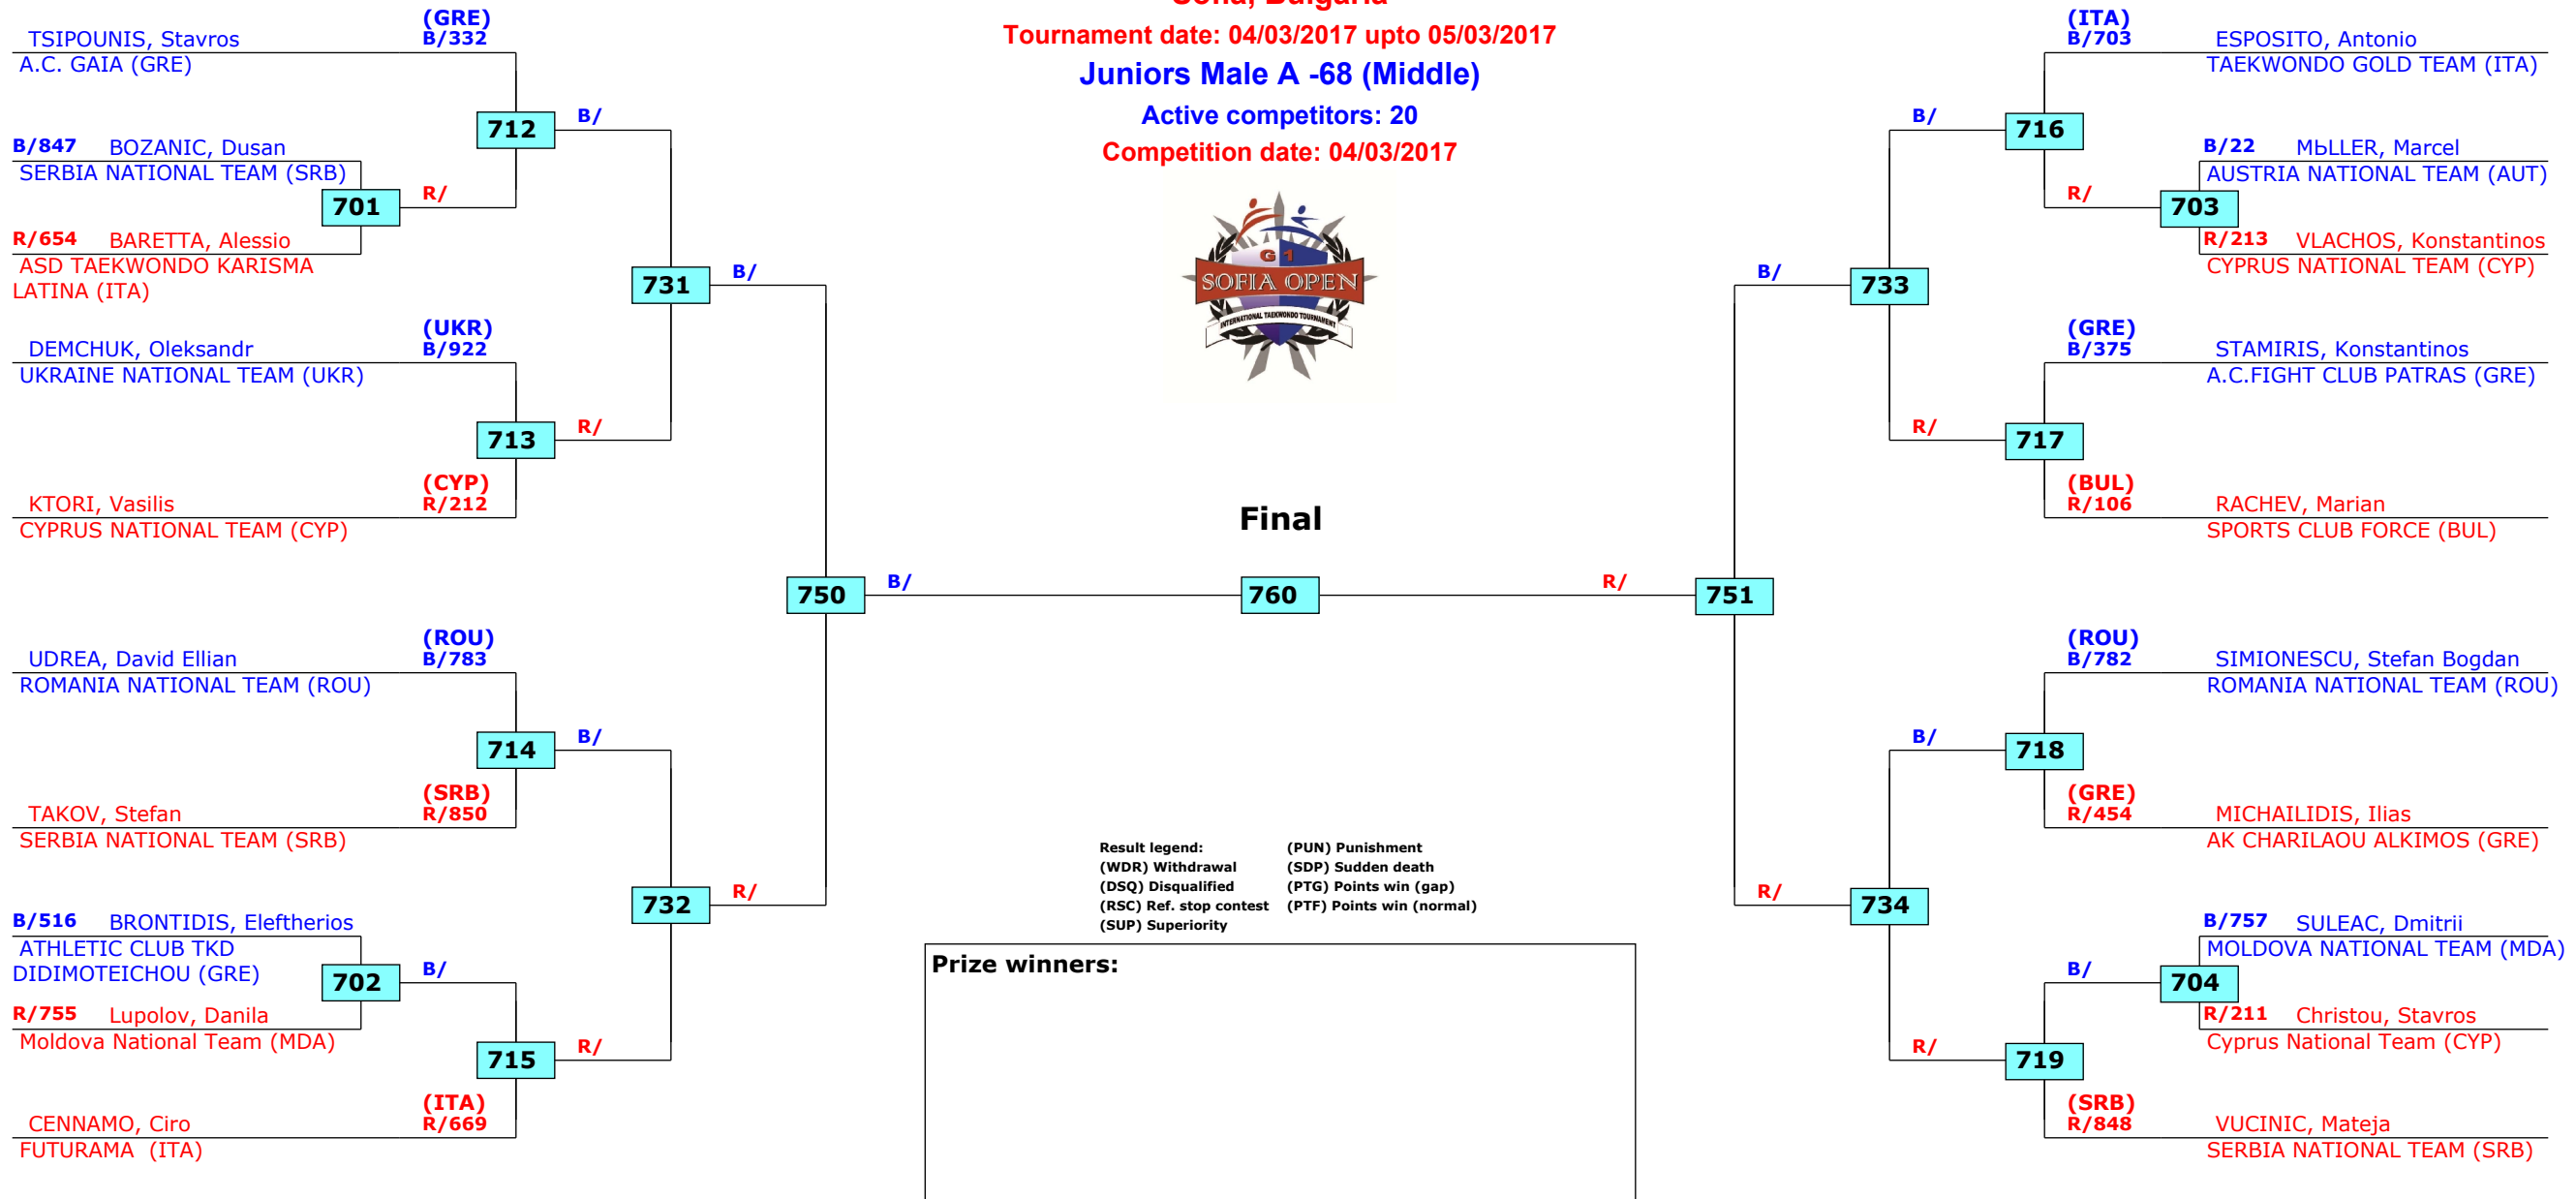 Sofia, Bulgaria
Tournament date: 04/03/2017 upto 05/03/2017
Juniors Male A -68 (Middle)
Active competitors: 20
Competition date: 04/03/2017
G 1
SOFIA OPEN
INTERNATIONAL TAEKWONDO TOURNAMENT
(GRE)
TSIPOUNIS, Stavros B/332
A.C. GAIA (GRE)
712 B/
B/847 BOZANIC, Dusan
SERBIA NATIONAL TEAM (SRB)
701 R/
R/654 BARETTA, Alessio
ASD TAEKWONDO KARISMA
LATINA (ITA)
731 B/
(UKR)
DEMCHUK, Oleksandr B/922
UKRAINE NATIONAL TEAM (UKR)
713 R/
(CYP)
KTORI, Vasilis R/212
CYPRUS NATIONAL TEAM (CYP)
750 B/
(ROU)
UDREA, David Ellian B/783
ROMANIA NATIONAL TEAM (ROU)
714 B/
(SRB)
TAKOV, Stefan R/850
SERBIA NATIONAL TEAM (SRB)
732 R/
B/516 BRONTIDIS, Eleftherios
ATHLETIC CLUB TKD
DIDIMOTEICHOU (GRE)
702 B/
R/755 Lupolov, Danila
Moldova National Team (MDA)
715 R/
(ITA)
CENNAMO, Ciro R/669
FUTURAMA (ITA)
Final
760
(ITA)
B/703 ESPOSITO, Antonio
TAEKWONDO GOLD TEAM (ITA)
B/ 716
B/22 MЬLLER, Marcel
AUSTRIA NATIONAL TEAM (AUT)
R/ 703
R/213 VLACHOS, Konstantinos
CYPRUS NATIONAL TEAM (CYP)
B/ 733
(GRE)
B/375 STAMIRIS, Konstantinos
A.C.FIGHT CLUB PATRAS (GRE)
R/ 717
(BUL)
R/106 RACHEV, Marian
SPORTS CLUB FORCE (BUL)
R/ 751
(ROU)
B/782 SIMIONESCU, Stefan Bogdan
ROMANIA NATIONAL TEAM (ROU)
B/ 718
(GRE)
R/454 MICHAILIDIS, Ilias
AK CHARILAOU ALKIMOS (GRE)
R/ 734
B/757 SULEAC, Dmitrii
MOLDOVA NATIONAL TEAM (MDA)
B/ 704
R/211 Christou, Stavros
Cyprus National Team (CYP)
R/ 719
(SRB)
R/848 VUCINIC, Mateja
SERBIA NATIONAL TEAM (SRB)
Result legend: (PUN) Punishment
(WDR) Withdrawal (SDP) Sudden death
(DSQ) Disqualified (PTG) Points win (gap)
(RSC) Ref. stop contest (PTF) Points win (normal)
(SUP) Superiority
Prize winners: